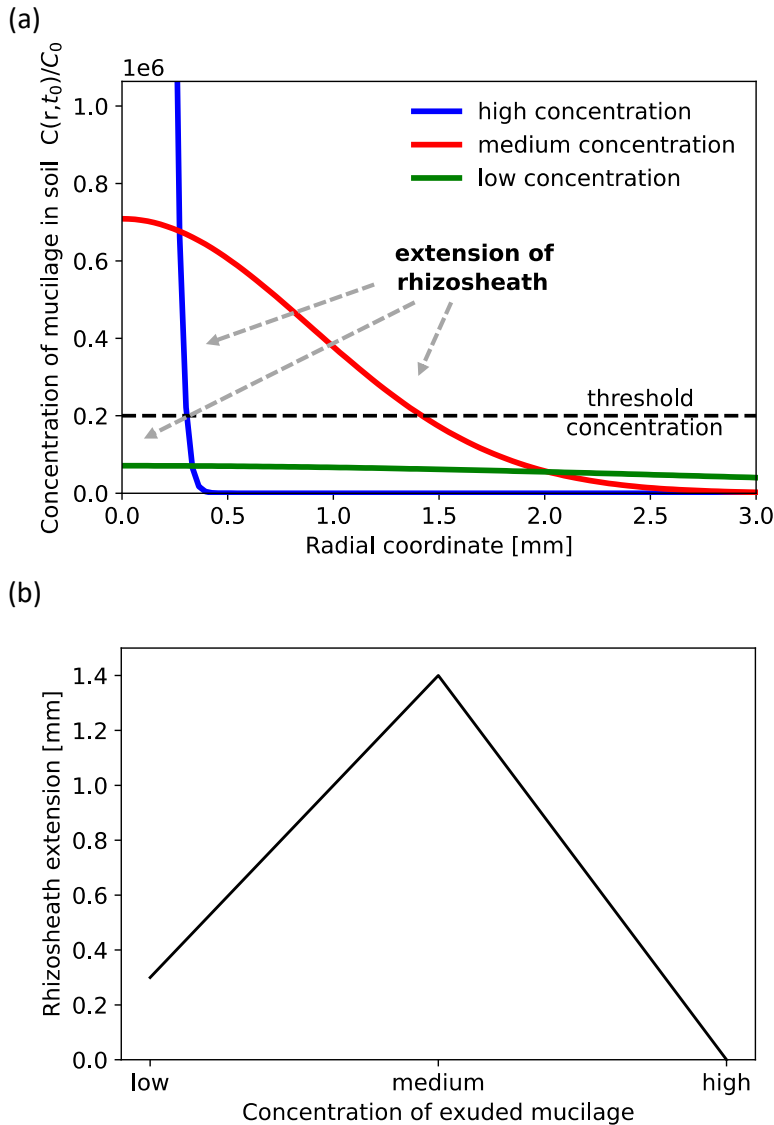 (a)
1e6
Concentration of mucilage in soil C(r,t₀)/C₀
1.0
0.8
0.6
0.4
0.2
0.0
high concentration
medium concentration
low concentration
extension of
rhizosheath
threshold
concentration
0.0 0.5 1.0 1.5 2.0 2.5 3.0
Radial coordinate [mm]
(b)
Rhizosheath extension [mm]
1.4
1.2
1.0
0.8
0.6
0.4
0.2
0.0
low medium high
Concentration of exuded mucilage